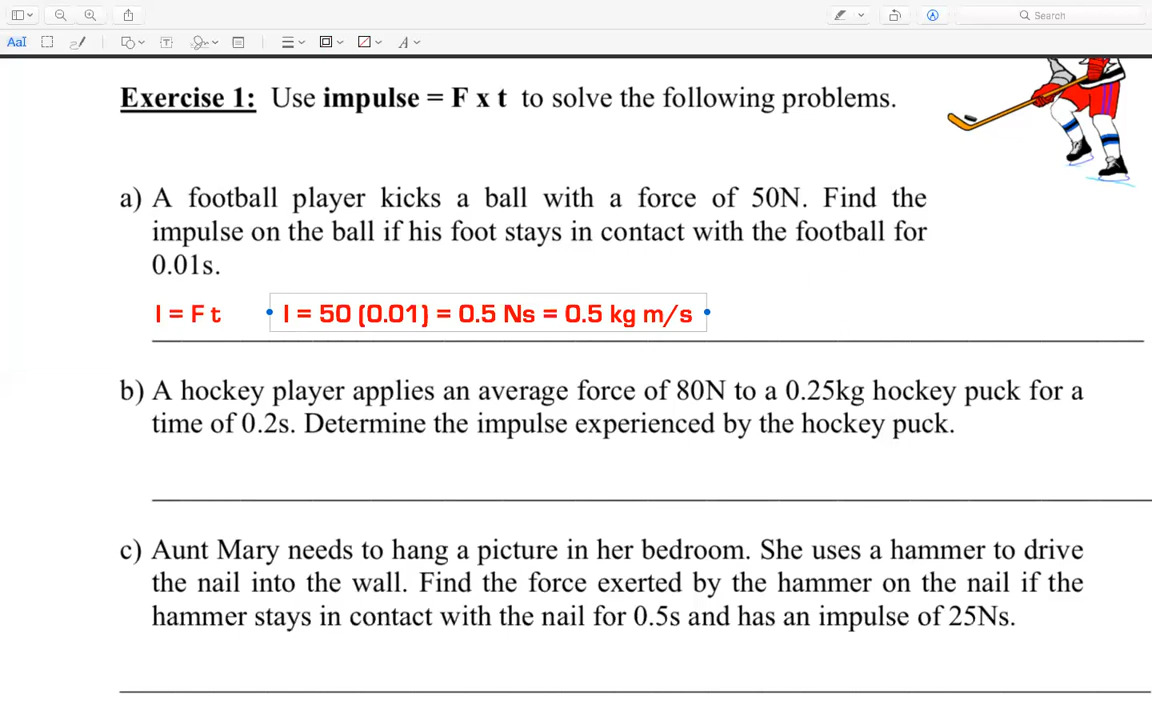 Search
AaI
Exercise 1: Use impulse = F x t to solve the following problems.
a) A football player kicks a ball with a force of 50N. Find the
impulse on the ball if his foot stays in contact with the football for
0.01s.
I = F t I = 50 (0.01) = 0.5 Ns = 0.5 kg m/s
b) A hockey player applies an average force of 80N to a 0.25kg hockey puck for a
time of 0.2s. Determine the impulse experienced by the hockey puck.
c) Aunt Mary needs to hang a picture in her bedroom. She uses a hammer to drive
the nail into the wall. Find the force exerted by the hammer on the nail if the
hammer stays in contact with the nail for 0.5s and has an impulse of 25Ns.